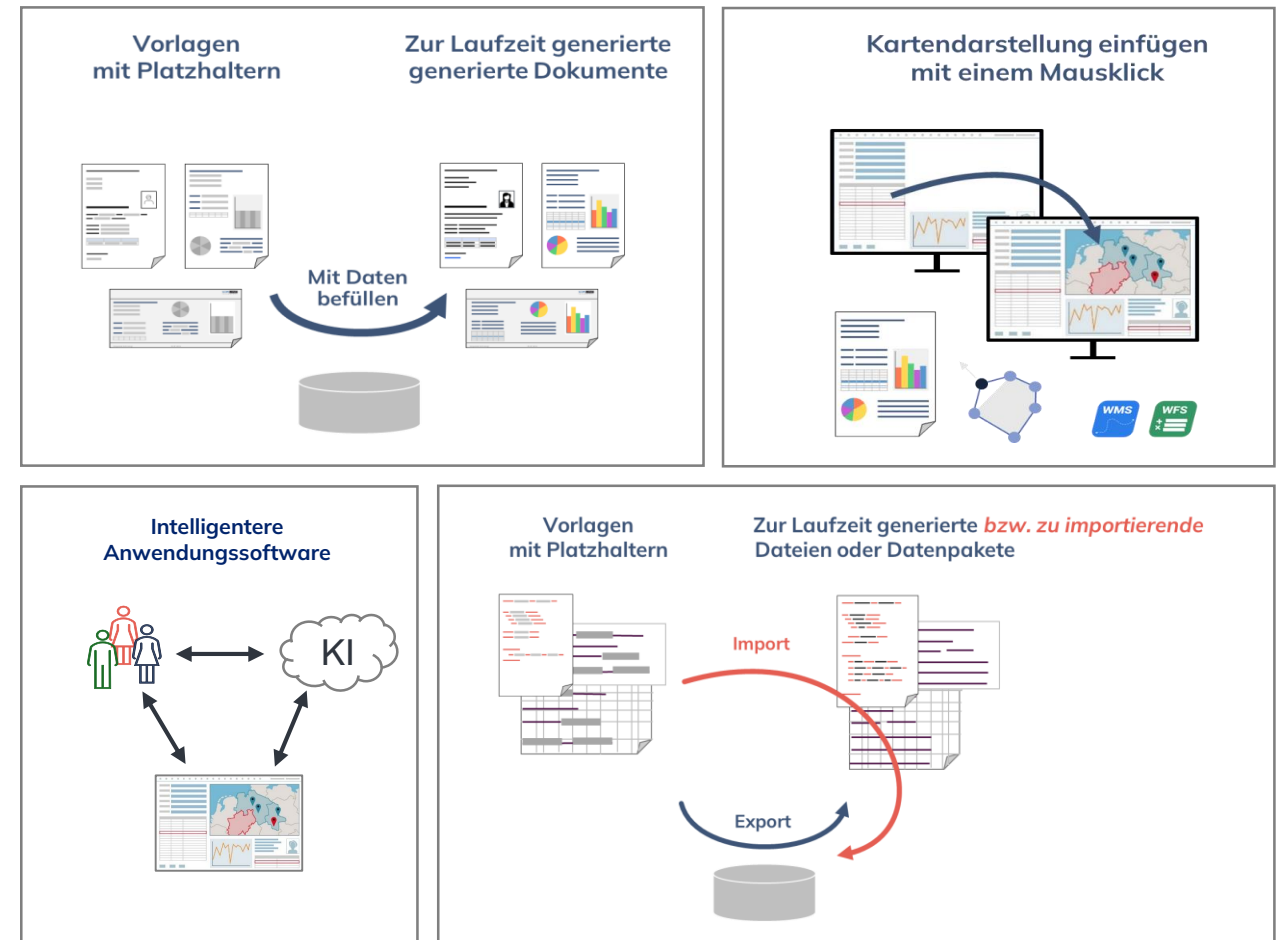 Vorlagen
mit Platzhaltern
Zur Laufzeit generierte
generierte Dokumente
Mit Daten
befüllen
Kartendarstellung einfügen
mit einem Mausklick
WMS
WFS
Intelligentere
Anwendungssoftware
KI
Vorlagen
mit Platzhaltern
Zur Laufzeit generierte bzw. zu importierende
Dateien oder Datenpakete
Import
Export